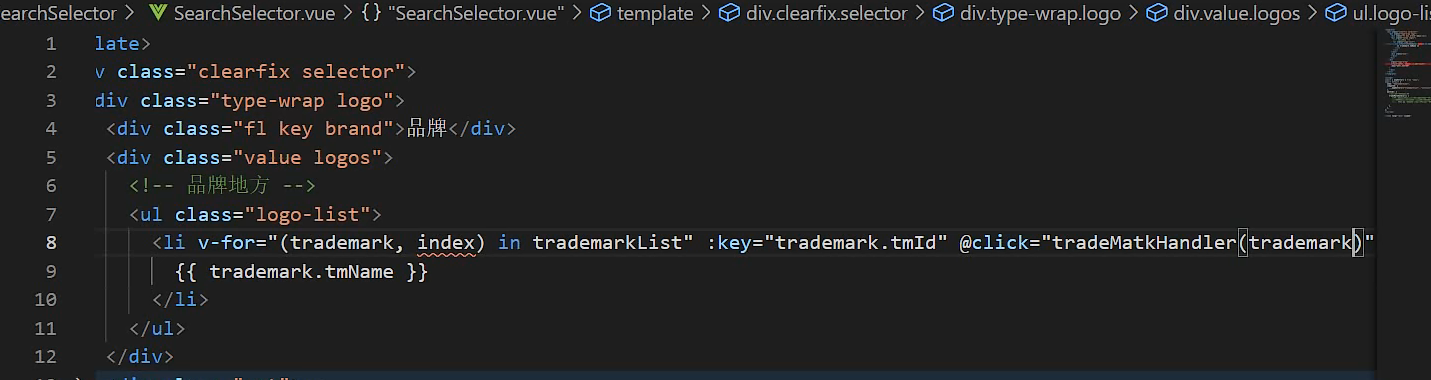 earchSelector > SearchSelector.vue > {} "SearchSelector.vue" > template > div.clearfix.selector > div.type-wrap.logo > div.value.logos > ul.logo-lis
1 late>
2 v class="clearfix selector">
3 div class="type-wrap logo">
4 <div class="fl key brand">品牌</div>
5 <div class="value logos">
6 <!-- 品牌地方 -->
7 <ul class="logo-list">
8 <li v-for="(trademark, index) in trademarkList" :key="trademark.tmId" @click="tradeMatkHandler(trademark)"
9 {{ trademark.tmName }}
10 </li>
11 </ul>
12 </div>